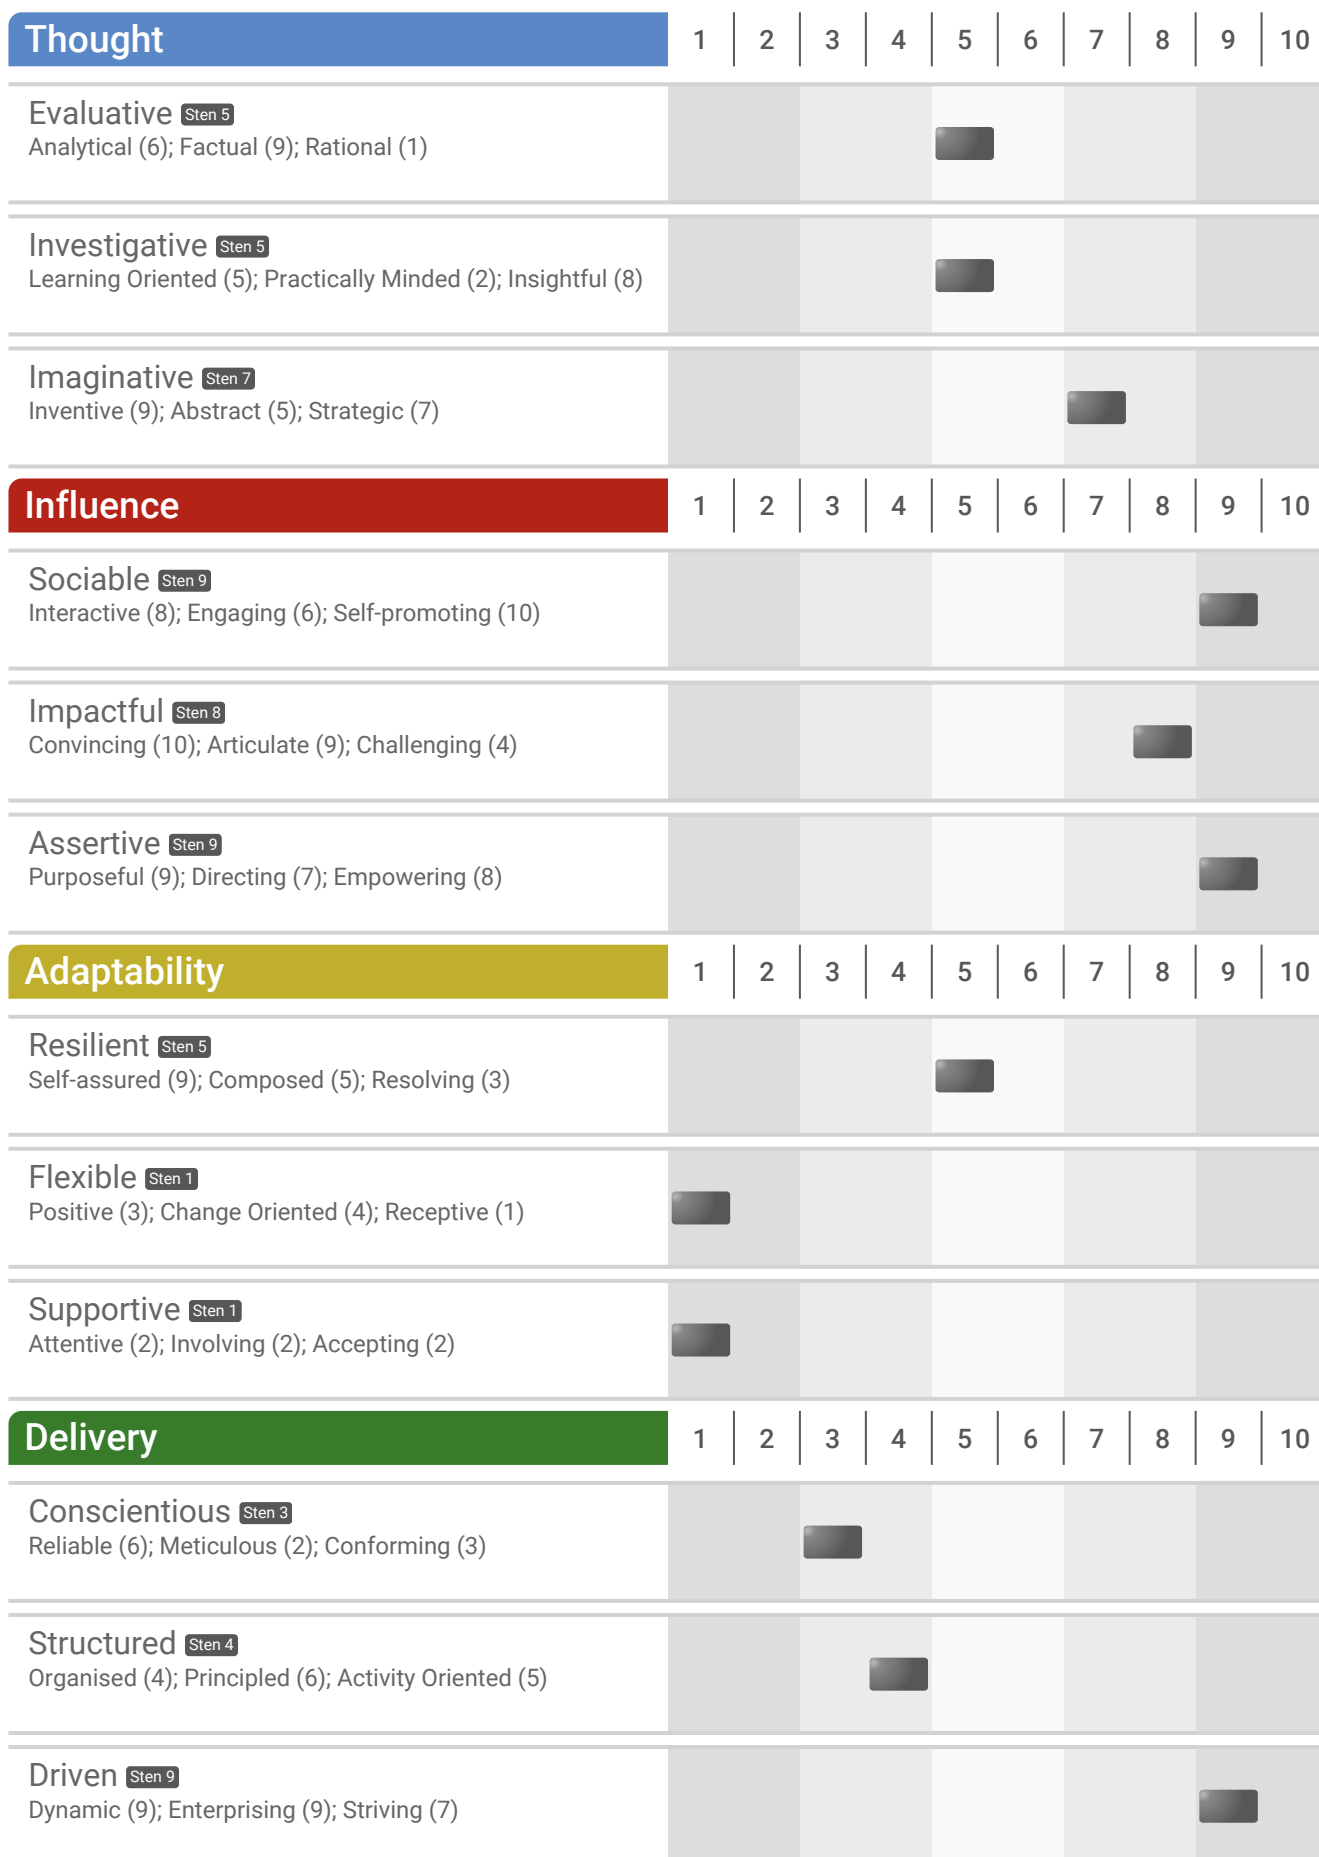 Thought 1 2 3 4 5 6 7 8 9 10
Evaluative Sten 5
Analytical (6); Factual (9); Rational (1)
Investigative Sten 5
Learning Oriented (5); Practically Minded (2); Insightful (8)
Imaginative Sten 7
Inventive (9); Abstract (5); Strategic (7)
Influence 1 2 3 4 5 6 7 8 9 10
Sociable Sten 9
Interactive (8); Engaging (6); Self-promoting (10)
Impactful Sten 8
Convincing (10); Articulate (9); Challenging (4)
Assertive Sten 9
Purposeful (9); Directing (7); Empowering (8)
Adaptability 1 2 3 4 5 6 7 8 9 10
Resilient Sten 5
Self-assured (9); Composed (5); Resolving (3)
Flexible Sten 1
Positive (3); Change Oriented (4); Receptive (1)
Supportive Sten 1
Attentive (2); Involving (2); Accepting (2)
Delivery 1 2 3 4 5 6 7 8 9 10
Conscientious Sten 3
Reliable (6); Meticulous (2); Conforming (3)
Structured Sten 4
Organised (4); Principled (6); Activity Oriented (5)
Driven Sten 9
Dynamic (9); Enterprising (9); Striving (7)